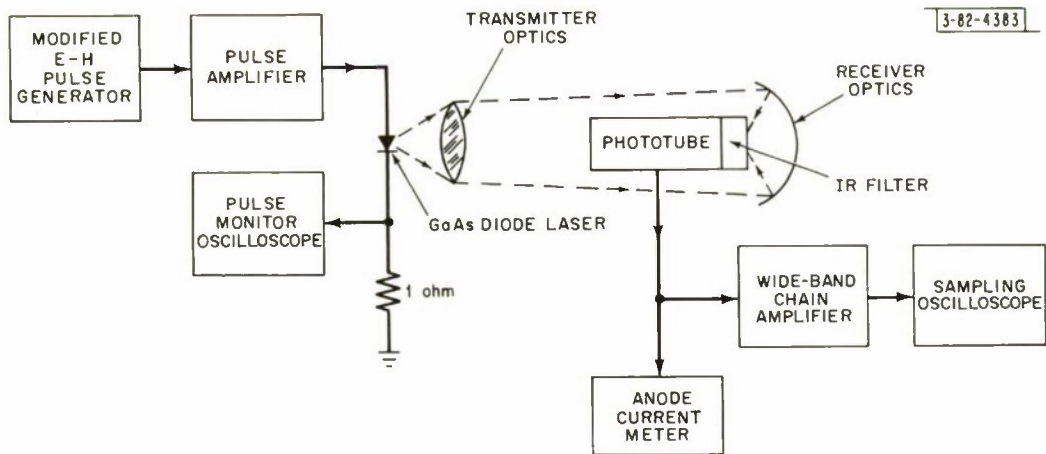 3-82-4383
MODIFIED
E-H
PULSE
GENERATOR
PULSE
AMPLIFIER
TRANSMITTER
OPTICS
RECEIVER
OPTICS
PHOTOTUBE
IR FILTER
PULSE
MONITOR
OSCILLOSCOPE
GaAs DIODE LASER
1 ohm
WIDE-BAND
CHAIN
AMPLIFIER
SAMPLING
OSCILLOSCOPE
ANODE
CURRENT
METER